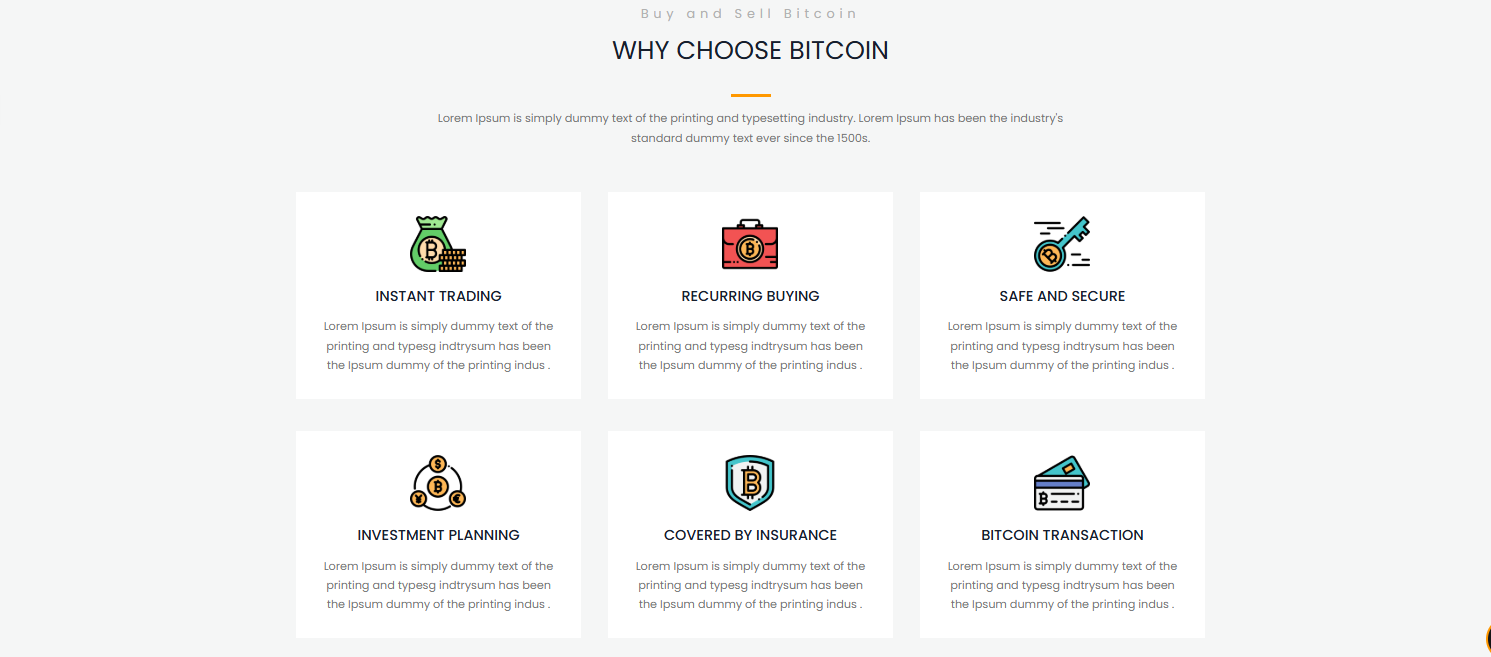 Buy and Sell Bitcoin
WHY CHOOSE BITCOIN
Lorem Ipsum is simply dummy text of the printing and typesetting industry. Lorem Ipsum has been the industry's
standard dummy text ever since the 1500s.
INSTANT TRADING
Lorem Ipsum is simply dummy text of the
printing and typesg indtrysum has been
the Ipsum dummy of the printing indus .
RECURRING BUYING
Lorem Ipsum is simply dummy text of the
printing and typesg indtrysum has been
the Ipsum dummy of the printing indus .
SAFE AND SECURE
Lorem Ipsum is simply dummy text of the
printing and typesg indtrysum has been
the Ipsum dummy of the printing indus .
INVESTMENT PLANNING
Lorem Ipsum is simply dummy text of the
printing and typesg indtrysum has been
the Ipsum dummy of the printing indus .
COVERED BY INSURANCE
Lorem Ipsum is simply dummy text of the
printing and typesg indtrysum has been
the Ipsum dummy of the printing indus .
BITCOIN TRANSACTION
Lorem Ipsum is simply dummy text of the
printing and typesg indtrysum has been
the Ipsum dummy of the printing indus .